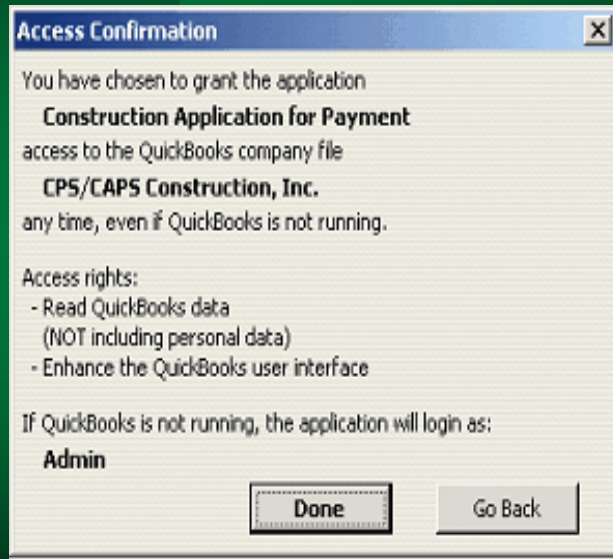 Access Confirmation
You have chosen to grant the application
Construction Application for Payment
access to the QuickBooks company file
CPS/CAPS Construction, Inc.
any time, even if QuickBooks is not running.
Access rights:
- Read QuickBooks data
(NOT including personal data)
- Enhance the QuickBooks user interface
If QuickBooks is not running, the application will login as:
Admin
Done Go Back